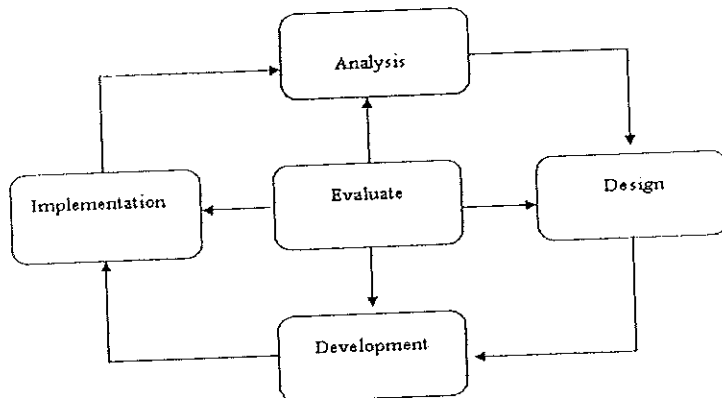 Analysis
Implementation
Evaluate
Design
Development